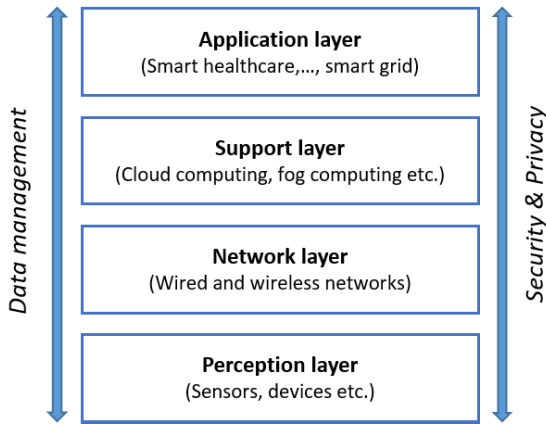 Application layer
(Smart healthcare,…, smart grid)
Support layer
(Cloud computing, fog computing etc.)
Network layer
(Wired and wireless networks)
Perception layer
(Sensors, devices etc.)
Data management
Security & Privacy